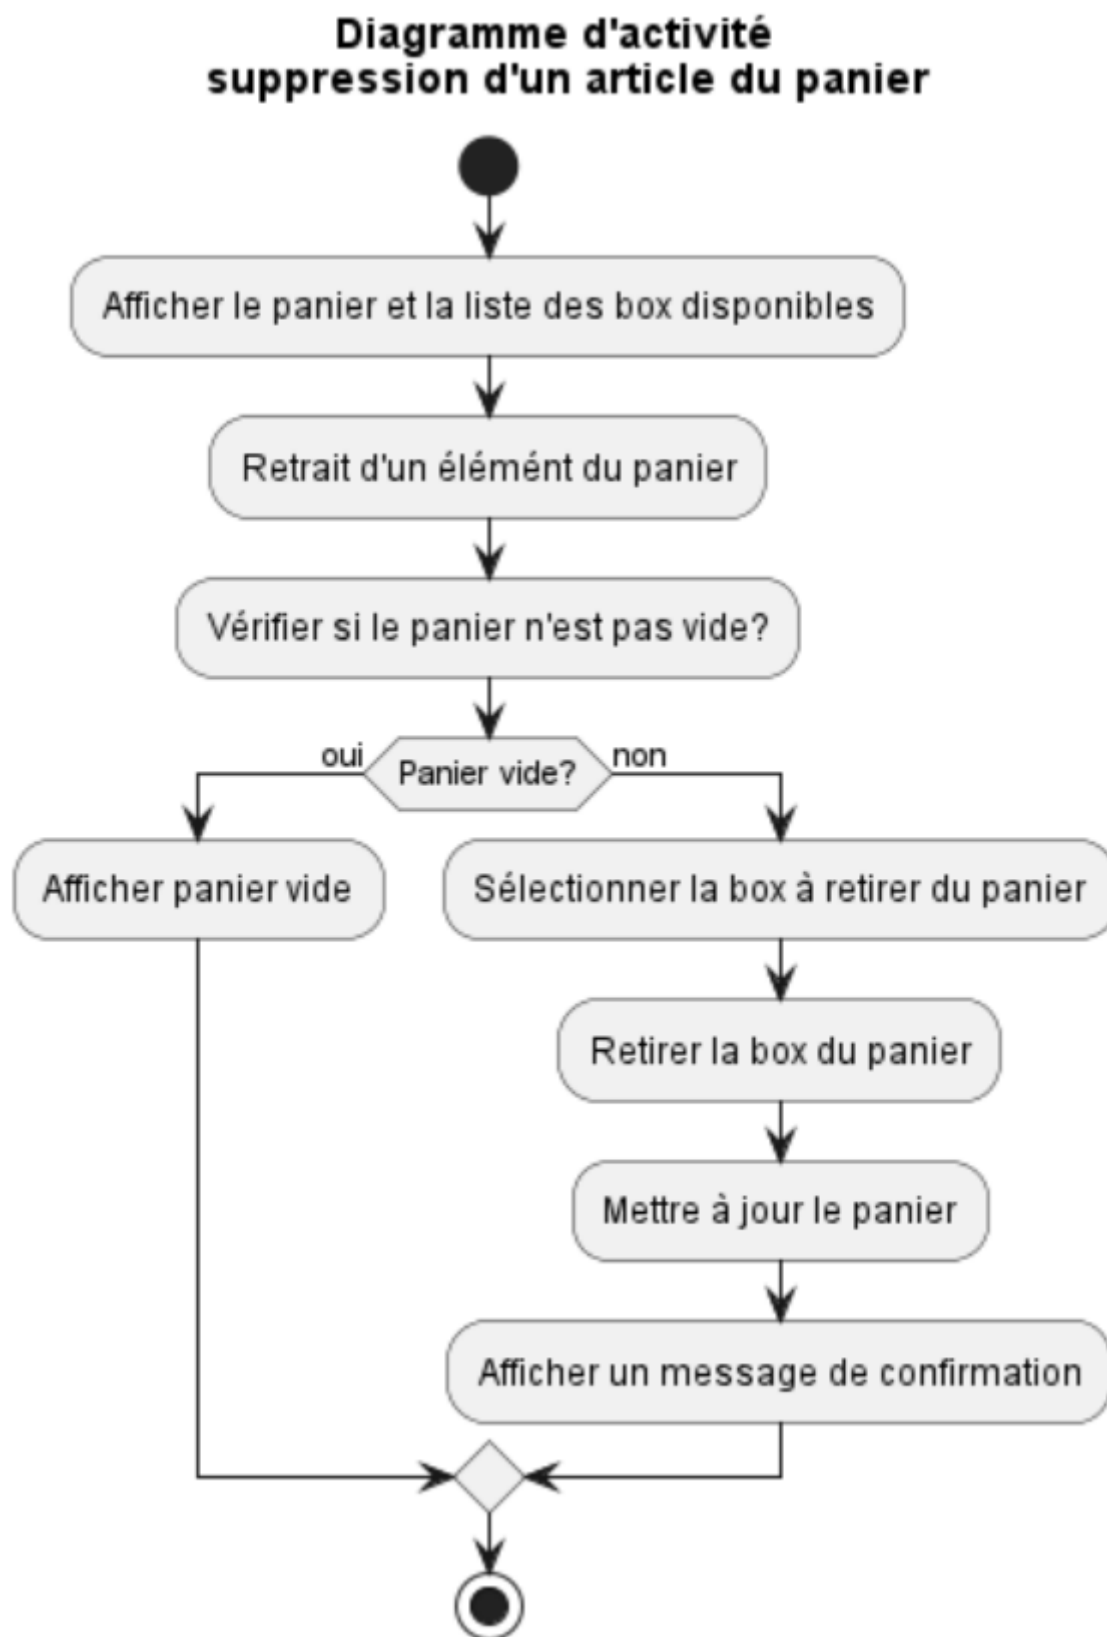 Diagramme d'activité
suppression d'un article du panier
Afficher le panier et la liste des box disponibles
Retrait d'un élémént du panier
Vérifier si le panier n'est pas vide?
oui
Panier vide?
non
Afficher panier vide
Sélectionner la box à retirer du panier
Retirer la box du panier
Mettre à jour le panier
Afficher un message de confirmation